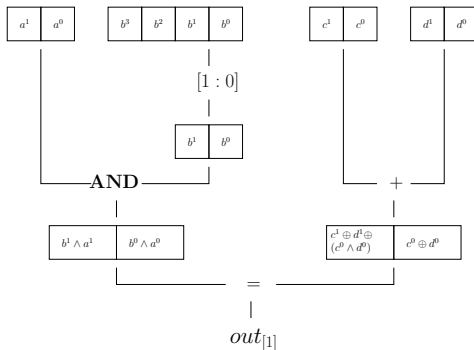 a¹ a⁰ b³ b² b¹ b⁰ c¹ c⁰ d¹ d⁰
[1 : 0]
b¹ b⁰
AND +
b¹ ∧ a¹ b⁰ ∧ a⁰ c¹ ⊕ d¹ ⊕ c⁰ ⊕ d⁰
(c⁰ ∧ d⁰)
=
out[1]